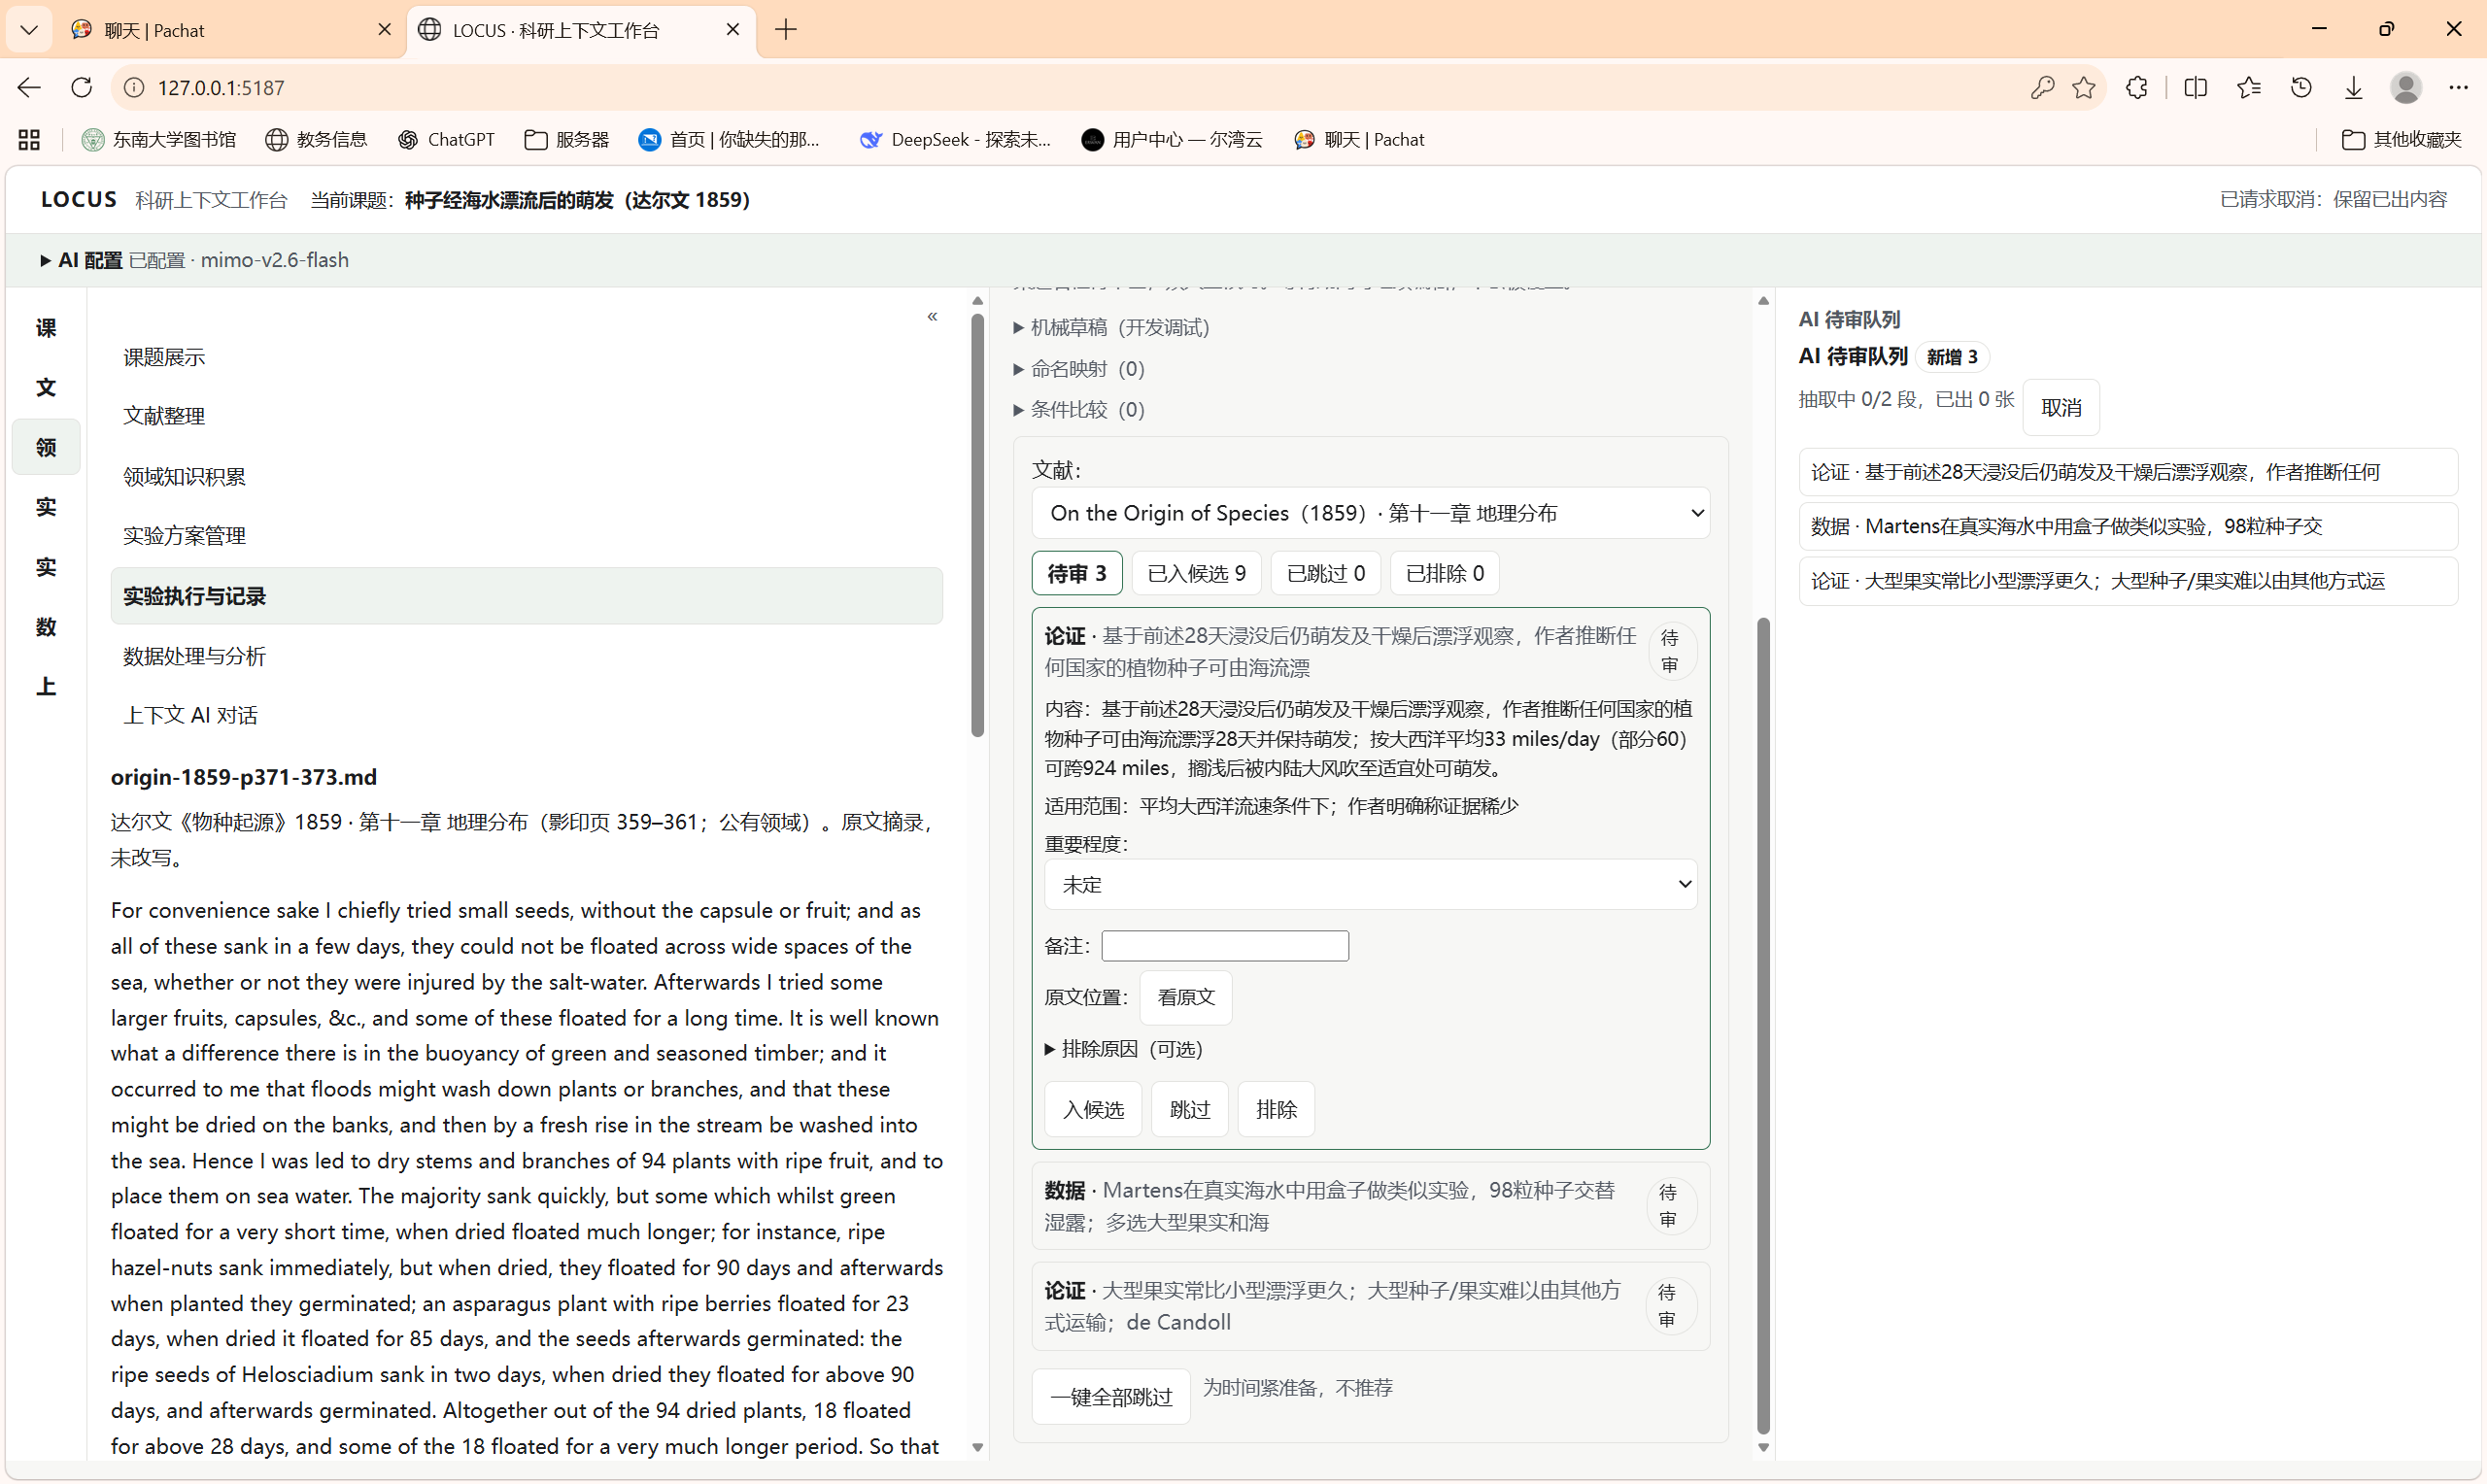 聊天 | Pachat
LOCUS · 科研上下文工作台
127.0.0.1:5187
东南大学图书馆
教务信息
ChatGPT
服务器
首页 | 你缺失的那...
DeepSeek - 探索未...
用户中心 — 尔湾云
聊天 | Pachat
其他收藏夹
LOCUS 科研上下文工作台 当前课题：种子经海水漂流后的萌发（达尔文 1859）
已请求取消：保留已出内容
AI 配置 已配置 · mimo-v2.6-flash
课
文
领
实
实
数
上
«
课题展示
文献整理
领域知识积累
实验方案管理
实验执行与记录
数据处理与分析
上下文 AI 对话
origin-1859-p371-373.md
达尔文《物种起源》1859 · 第十一章 地理分布（影印页 359–361；公有领域）。原文摘录，
未改写。
For convenience sake I chiefly tried small seeds, without the capsule or fruit; and as
all of these sank in a few days, they could not be floated across wide spaces of the
sea, whether or not they were injured by the salt-water. Afterwards I tried some
larger fruits, capsules, &c., and some of these floated for a long time. It is well known
what a difference there is in the buoyancy of green and seasoned timber; and it
occurred to me that floods might wash down plants or branches, and that these
might be dried on the banks, and then by a fresh rise in the stream be washed into
the sea. Hence I was led to dry stems and branches of 94 plants with ripe fruit, and to
place them on sea water. The majority sank quickly, but some which whilst green
floated for a very short time, when dried floated much longer; for instance, ripe
hazel-nuts sank immediately, but when dried, they floated for 90 days and afterwards
when planted they germinated; an asparagus plant with ripe berries floated for 23
days, when dried it floated for 85 days, and the seeds afterwards germinated: the
ripe seeds of Helosciadium sank in two days, when dried they floated for above 90
days, and afterwards germinated. Altogether out of the 94 dried plants, 18 floated
for above 28 days, and some of the 18 floated for a very much longer period. So that
机械草稿（开发调试）
命名映射（0）
条件比较（0）
文献：
On the Origin of Species（1859）· 第十一章 地理分布
待审 3
已入候选 9
已跳过 0
已排除 0
论证 · 基于前述28天浸没后仍萌发及干燥后漂浮观察，作者推断任
何国家的植物种子可由海流漂
待
审
内容：基于前述28天浸没后仍萌发及干燥后漂浮观察，作者推断任何国家的植
物种子可由海流漂浮28天并保持萌发；按大西洋平均33 miles/day（部分60）
可跨924 miles，搁浅后被内陆大风吹至适宜处可萌发。
适用范围：平均大西洋流速条件下；作者明确称证据稀少
重要程度：
未定
备注：
原文位置：
看原文
排除原因（可选）
入候选
跳过
排除
数据 · Martens在真实海水中用盒子做类似实验，98粒种子交替
湿露；多选大型果实和海
待
审
论证 · 大型果实常比小型漂浮更久；大型种子/果实难以由其他方
式运输；de Candoll
待
审
一键全部跳过
为时间紧准备，不推荐
AI 待审队列
AI 待审队列
新增 3
抽取中 0/2 段，已出 0 张
取消
论证 · 基于前述28天浸没后仍萌发及干燥后漂浮观察，作者推断任何
数据 · Martens在真实海水中用盒子做类似实验，98粒种子交
论证 · 大型果实常比小型漂浮更久；大型种子/果实难以由其他方式运